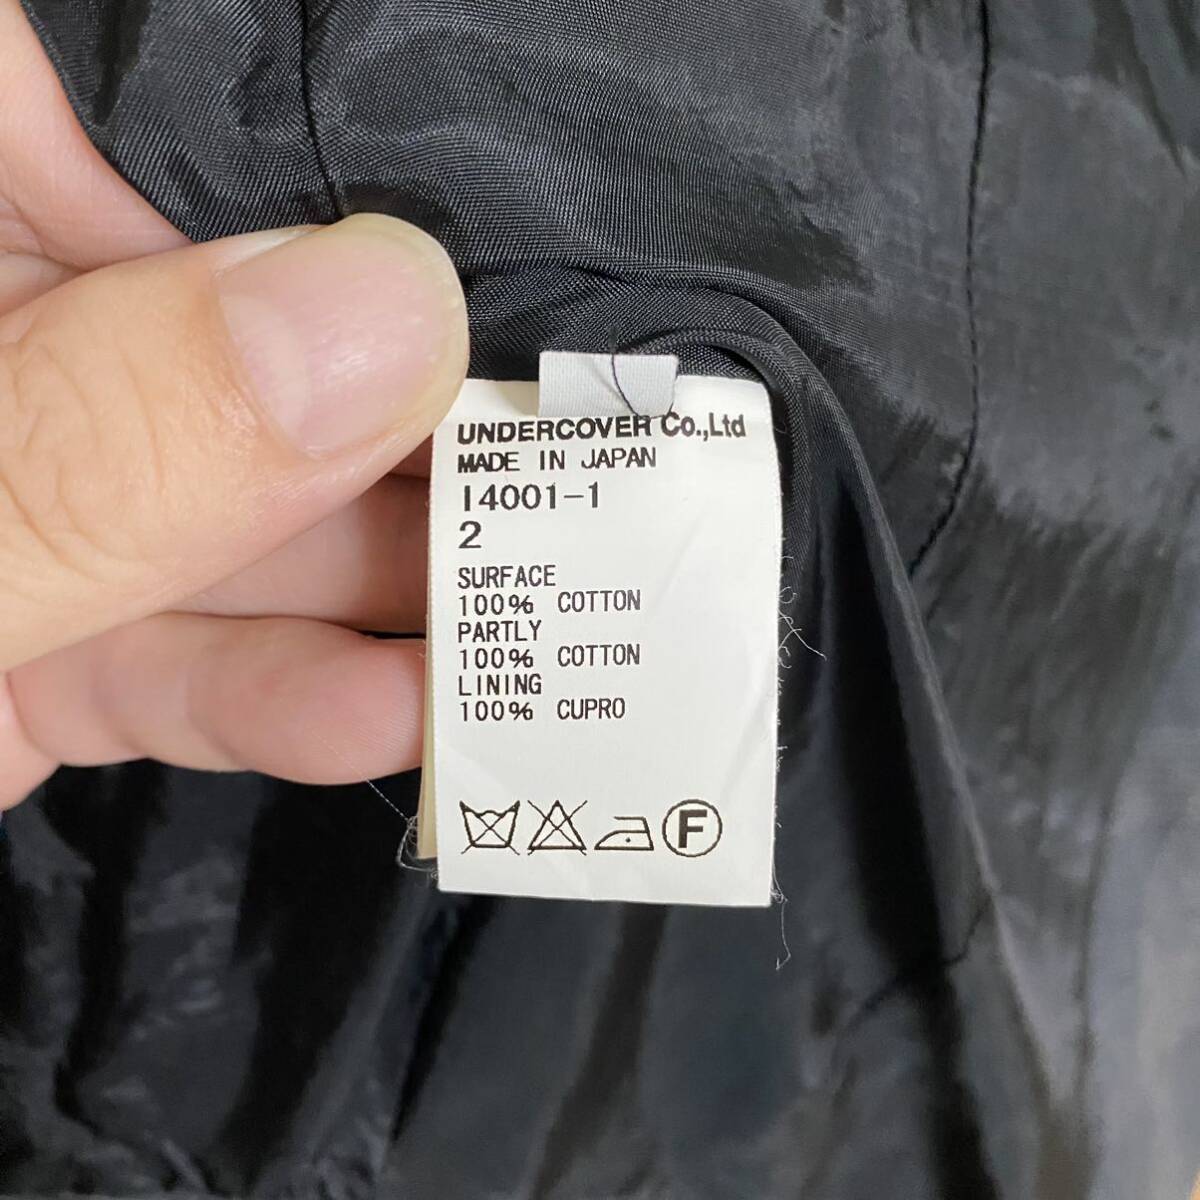 UNDERCOVER Co.,Ltd
MADE IN JAPAN
I4001-1
2
SURFACE
100% COTTON
PARTLY
100% COTTON
LINING
100% CUPRO
F